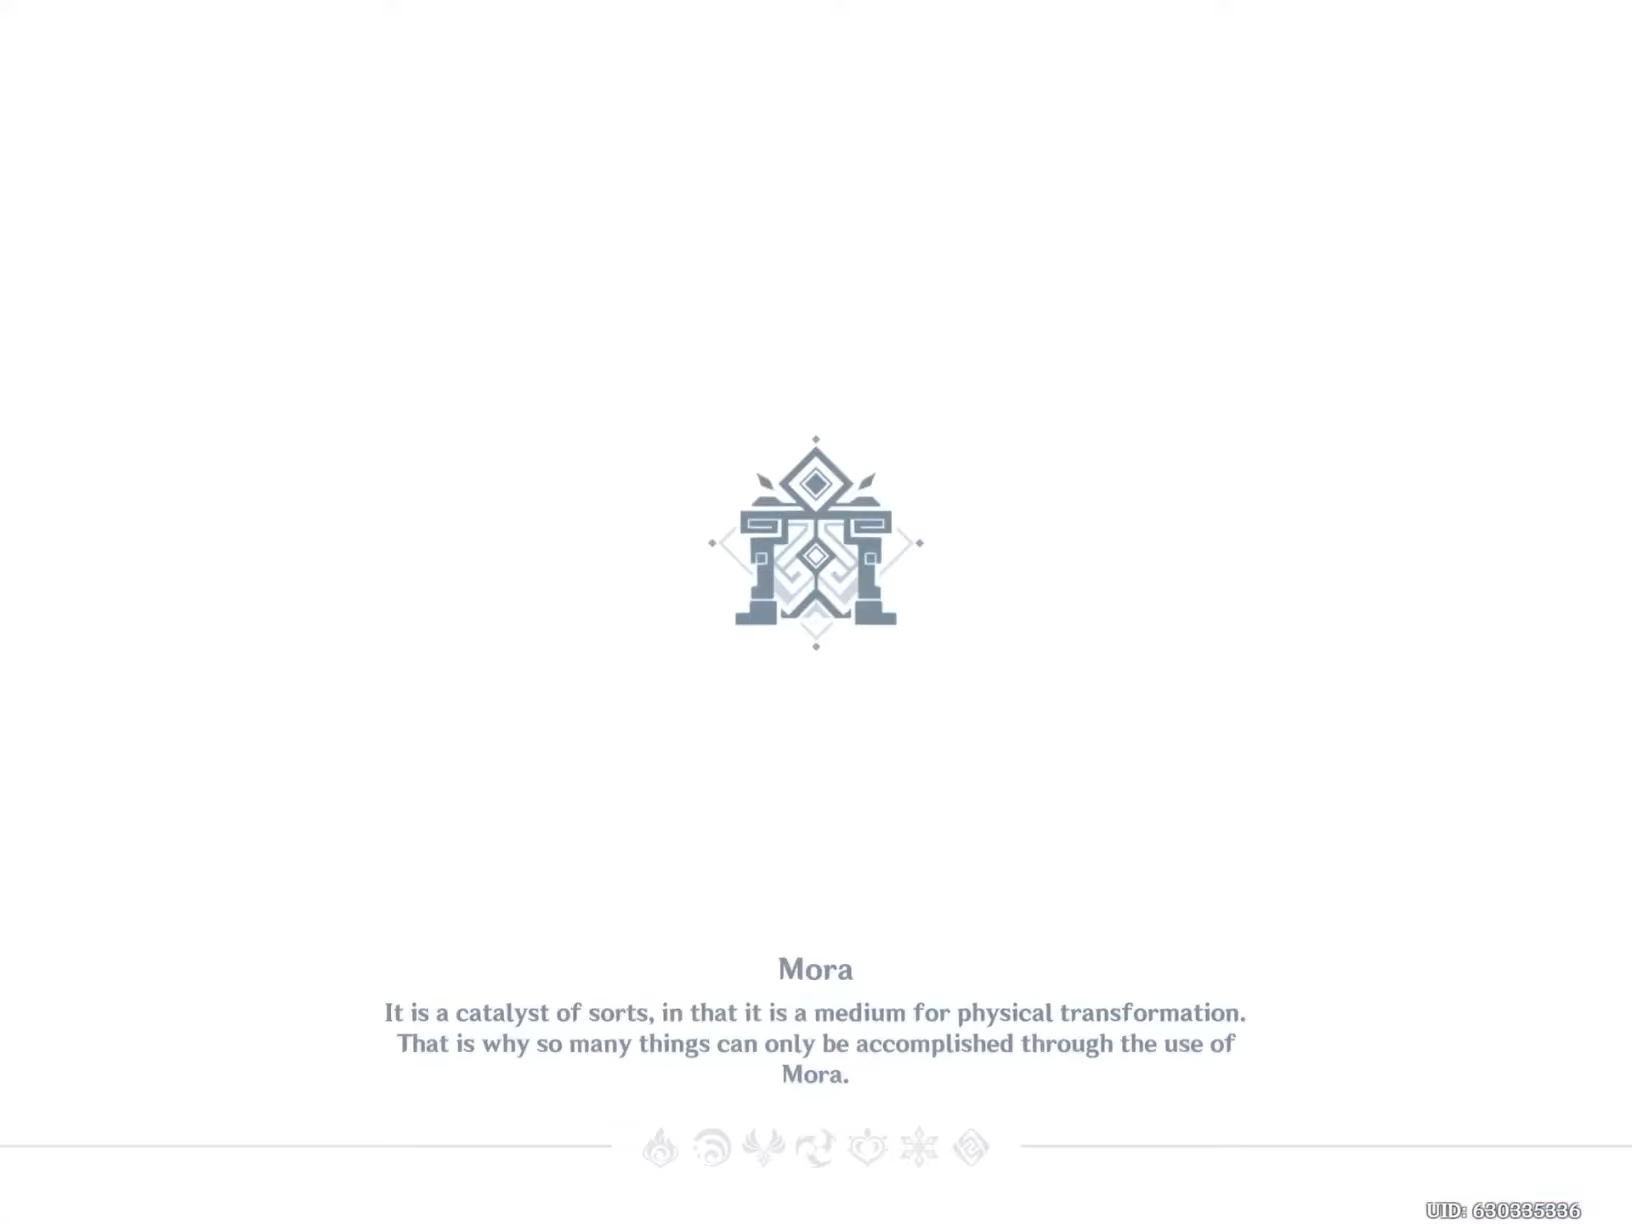 Mora
It is a catalyst of sorts, in that it is a medium for physical transformation.
That is why so many things can only be accomplished through the use of
Mora.
UID: 630335336